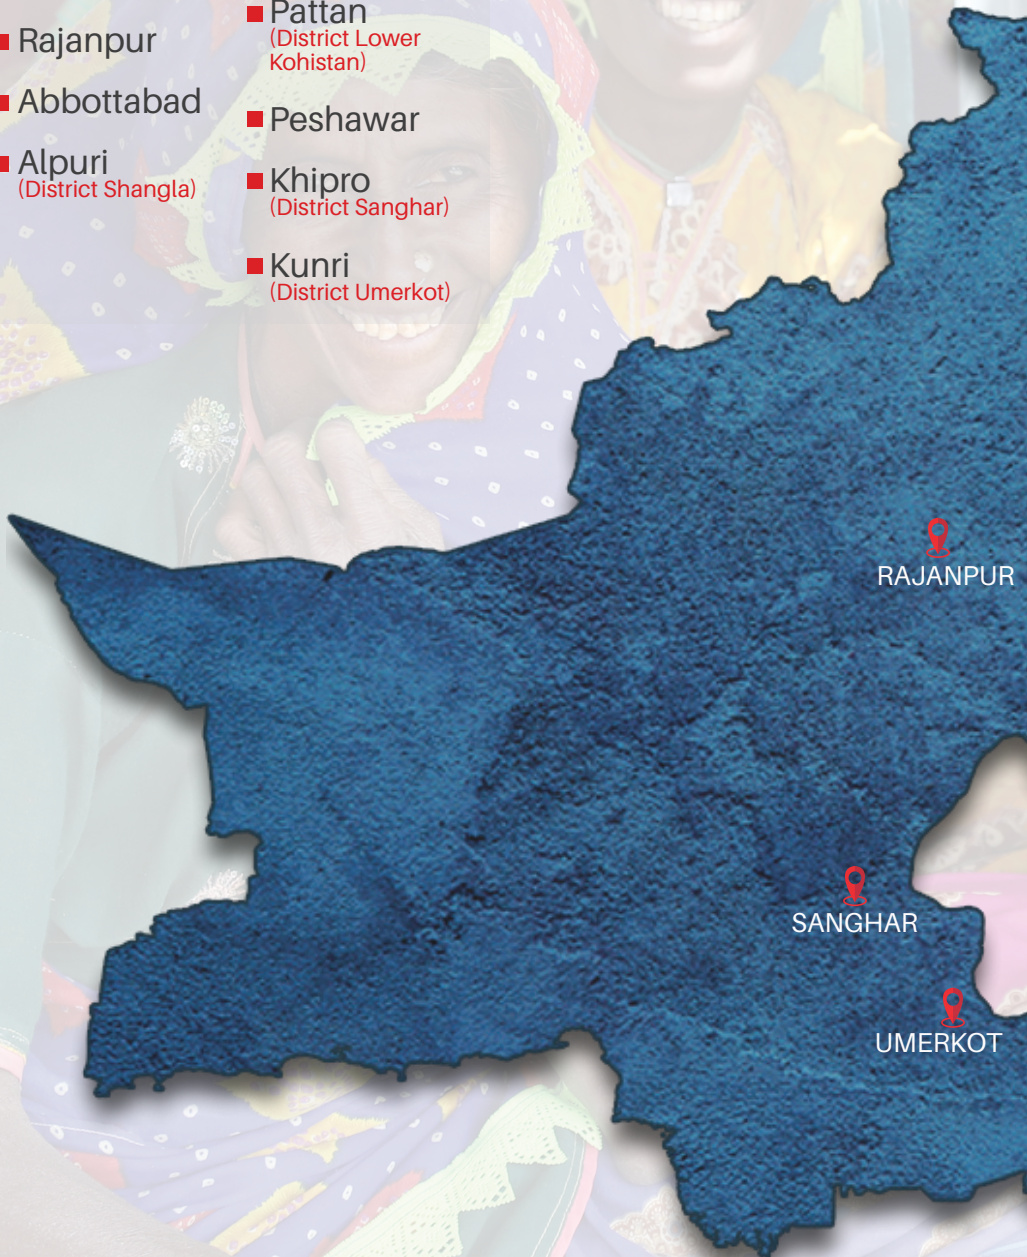 Rajanpur
Abbottabad
Alpuri
(District Shangla)
Pattan
(District Lower
Kohistan)
Peshawar
Khipro
(District Sanghar)
Kunri
(District Umerkot)
RAJANPUR
SANGHAR
UMERKOT